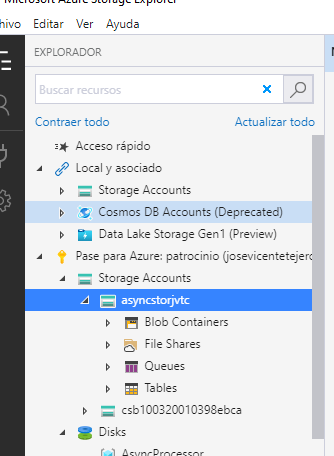 Microsoft Azure Storage Explorer
Editar Ver Ayuda
EXPLORADOR
Buscar recursos
Contraer todo Actualizar todo
Acceso rápido
Local y asociado
Storage Accounts
Cosmos DB Accounts (Deprecated)
Data Lake Storage Gen1 (Preview)
Pase para Azure: patrocinio (josevicentetejero
Storage Accounts
asyncstorjvtc
Blob Containers
File Shares
Queues
Tables
csb100320010398ebca
Disks
AsyncProcessor